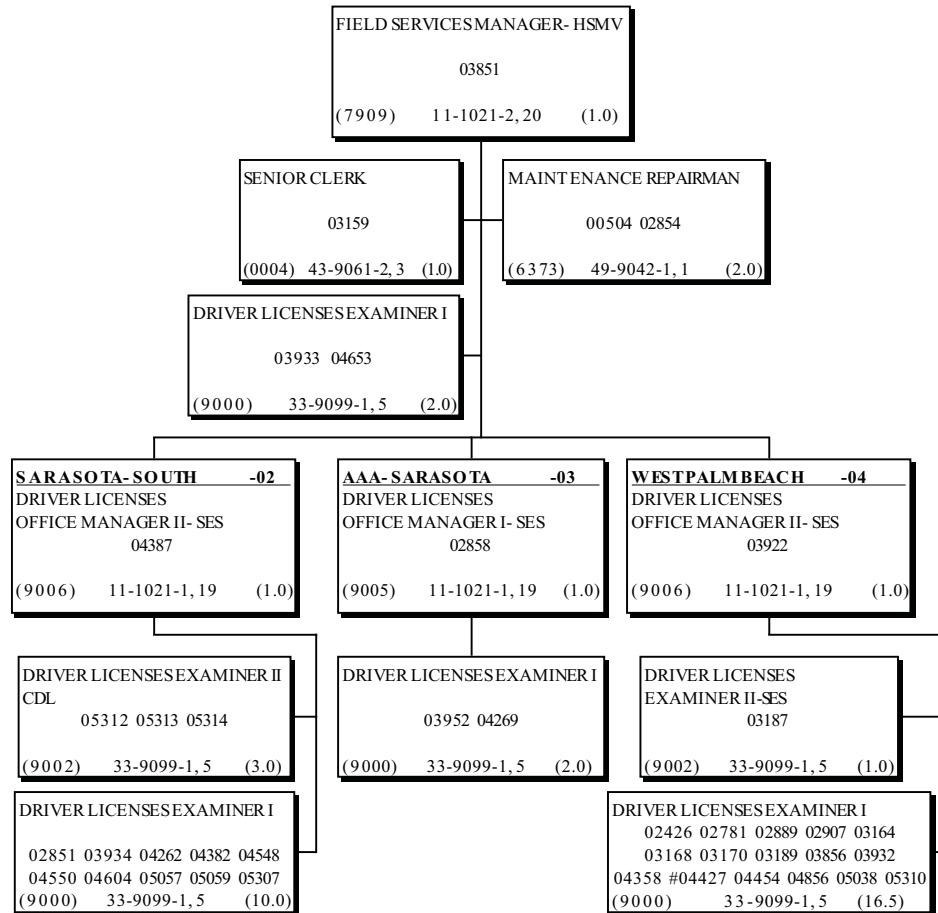 FIELD SERVICES MANAGER- HSMV
03851
(7909) 11-1021-2, 20 (1.0)
SENIOR CLERK
03159
(0004) 43-9061-2, 3 (1.0)
MAINTENANCE REPAIRMAN
00504 02854
(6373) 49-9042-1, 1 (2.0)
DRIVER LICENSES EXAMINER I
03933 04653
(9000) 33-9099-1, 5 (2.0)
SARASOTA- SOUTH -02
DRIVER LICENSES
OFFICE MANAGER II- SES
04387
(9006) 11-1021-1, 19 (1.0)
AAA- SARASOTA -03
DRIVER LICENSES
OFFICE MANAGER I- SES
02858
(9005) 11-1021-1, 19 (1.0)
WEST PALM BEACH -04
DRIVER LICENSES
OFFICE MANAGER II- SES
03922
(9006) 11-1021-1, 19 (1.0)
DRIVER LICENSES EXAMINER II
CDL
05312 05313 05314
(9002) 33-9099-1, 5 (3.0)
DRIVER LICENSES EXAMINER I
03952 04269
(9000) 33-9099-1, 5 (2.0)
DRIVER LICENSES
EXAMINER II-SES
03187
(9002) 33-9099-1, 5 (1.0)
DRIVER LICENSES EXAMINER I
02851 03934 04262 04382 04548
04550 04604 05057 05059 05307
(9000) 33-9099-1, 5 (10.0)
DRIVER LICENSES EXAMINER I
02426 02781 02889 02907 03164
03168 03170 03189 03856 03932
04358 #04427 04454 04856 05038 05310
(9000) 33-9099-1, 5 (16.5)